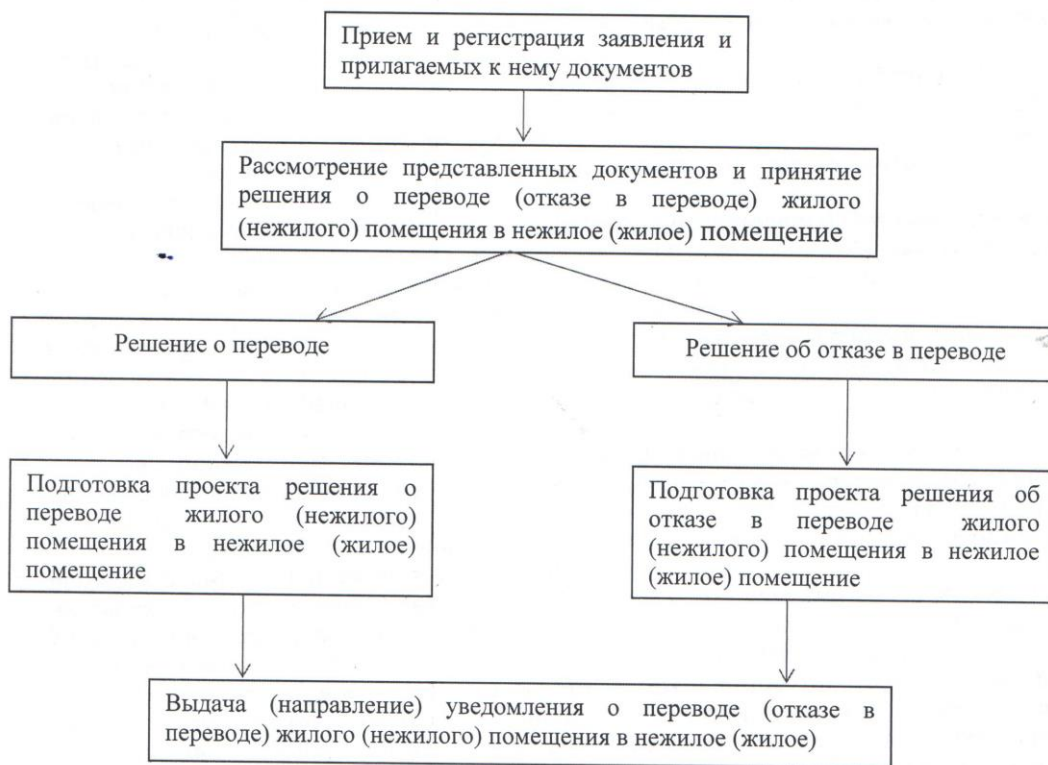 Прием и регистрация заявления и
прилагаемых к нему документов
Рассмотрение представленных документов и принятие
решения о переводе (отказе в переводе) жилого
(нежилого) помещения в нежилое (жилое) помещение
Решение о переводе
Решение об отказе в переводе
Подготовка проекта решения о
переводе жилого (нежилого)
помещения в нежилое (жилое)
помещение
Подготовка проекта решения об
отказе в переводе жилого
(нежилого) помещения в нежилое
(жилое) помещение
Выдача (направление) уведомления о переводе (отказе в
переводе) жилого (нежилого) помещения в нежилое (жилое)